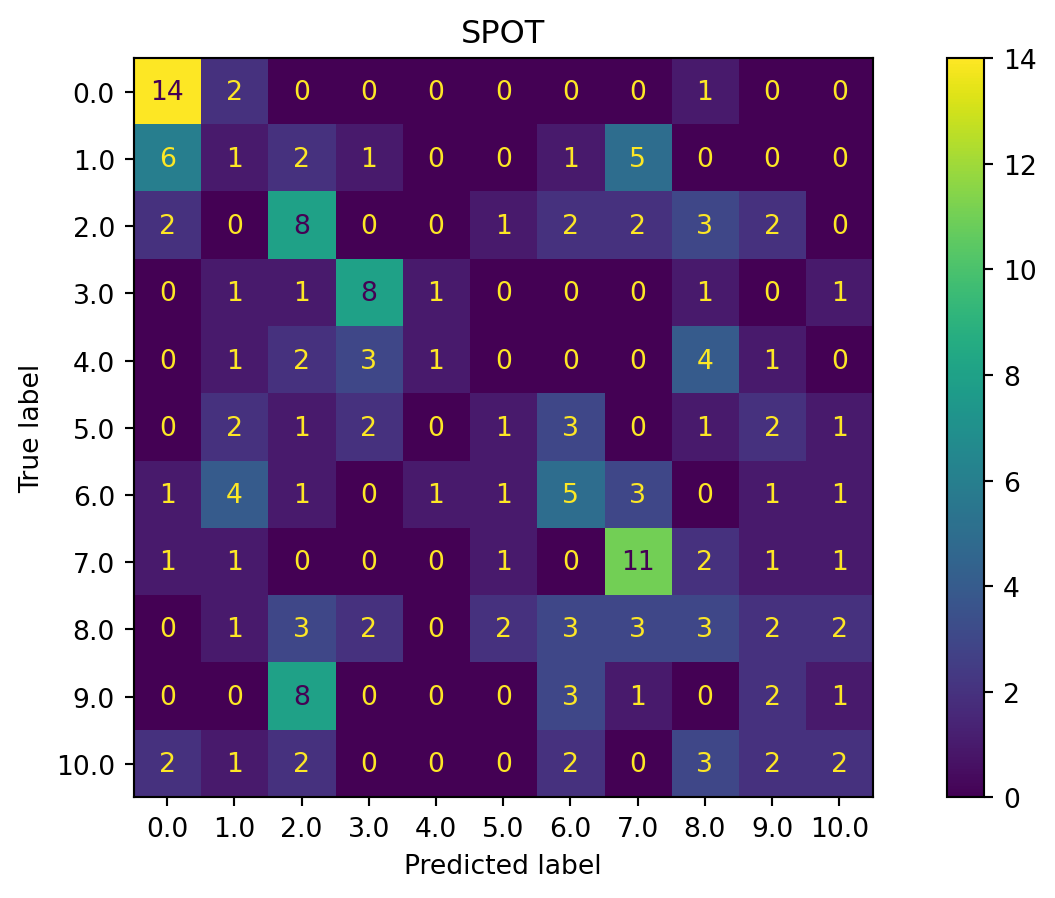 SPOT
0.0 14 2 0 0 0 0 0 0 1 0 0
1.0 6 1 2 1 0 0 1 5 0 0 0
2.0 2 0 8 0 0 1 2 2 3 2 0
3.0 0 1 1 8 1 0 0 0 1 0 1
4.0 0 1 2 3 1 0 0 0 4 1 0
5.0 0 2 1 2 0 1 3 0 1 2 1
6.0 1 4 1 0 1 1 5 3 0 1 1
7.0 1 1 0 0 0 1 0 11 2 1 1
8.0 0 1 3 2 0 2 3 3 3 2 2
9.0 0 0 8 0 0 0 3 1 0 2 1
10.0 2 1 2 0 0 0 2 0 3 2 2
0.0 1.0 2.0 3.0 4.0 5.0 6.0 7.0 8.0 9.0 10.0
Predicted label
True label
14
12
10
8
6
4
2
0